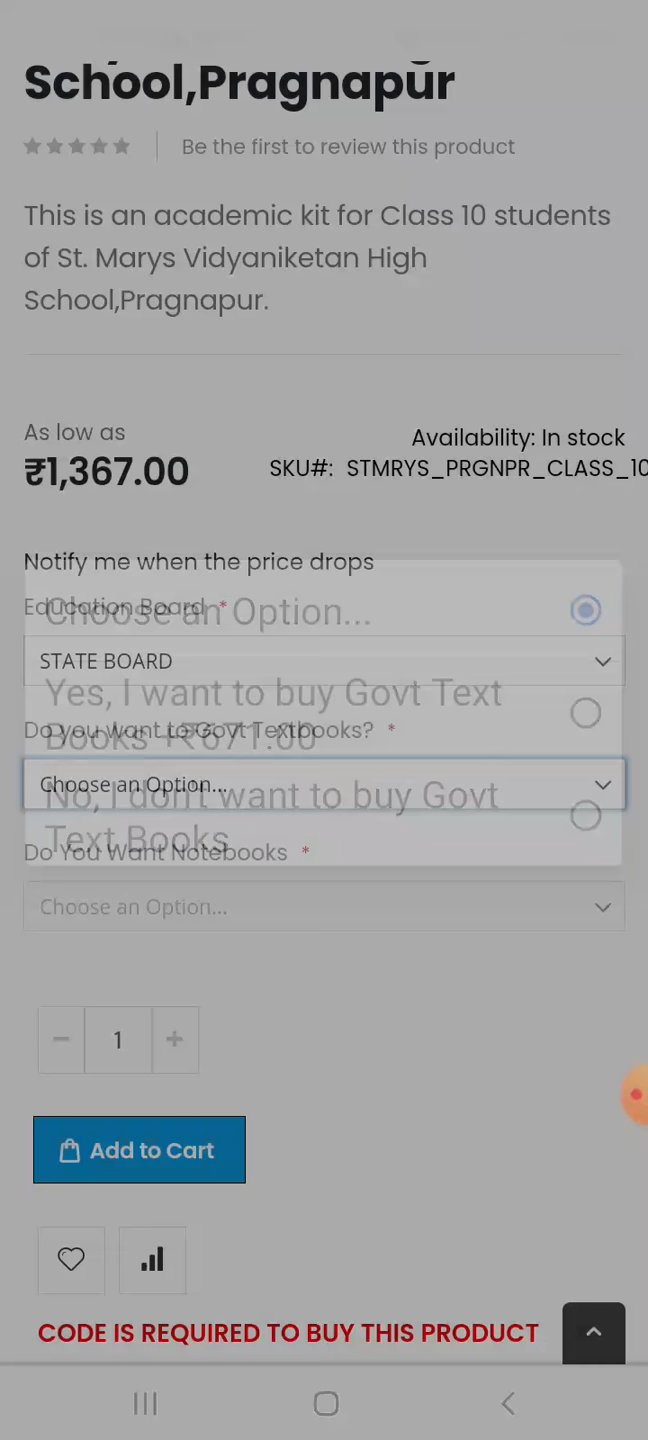 School,Pragnapur
Be the first to review this product
This is an academic kit for Class 10 students
of St. Marys Vidyaniketan High
School,Pragnapur.
As low as
Availability: In stock
₹1,367.00
SKU#: STMRYS_PRGNPR_CLASS_10
Notify me when the price drops
Education Board *
Choose an Option...
STATE BOARD
Yes, I want to buy Govt Text
Books +₹671.00
Do you want to Govt Textbooks? *
Choose an Option...
No, I don't want to buy Govt
Text Books
Do You Want Notebooks *
Choose an Option...
1
Add to Cart
CODE IS REQUIRED TO BUY THIS PRODUCT